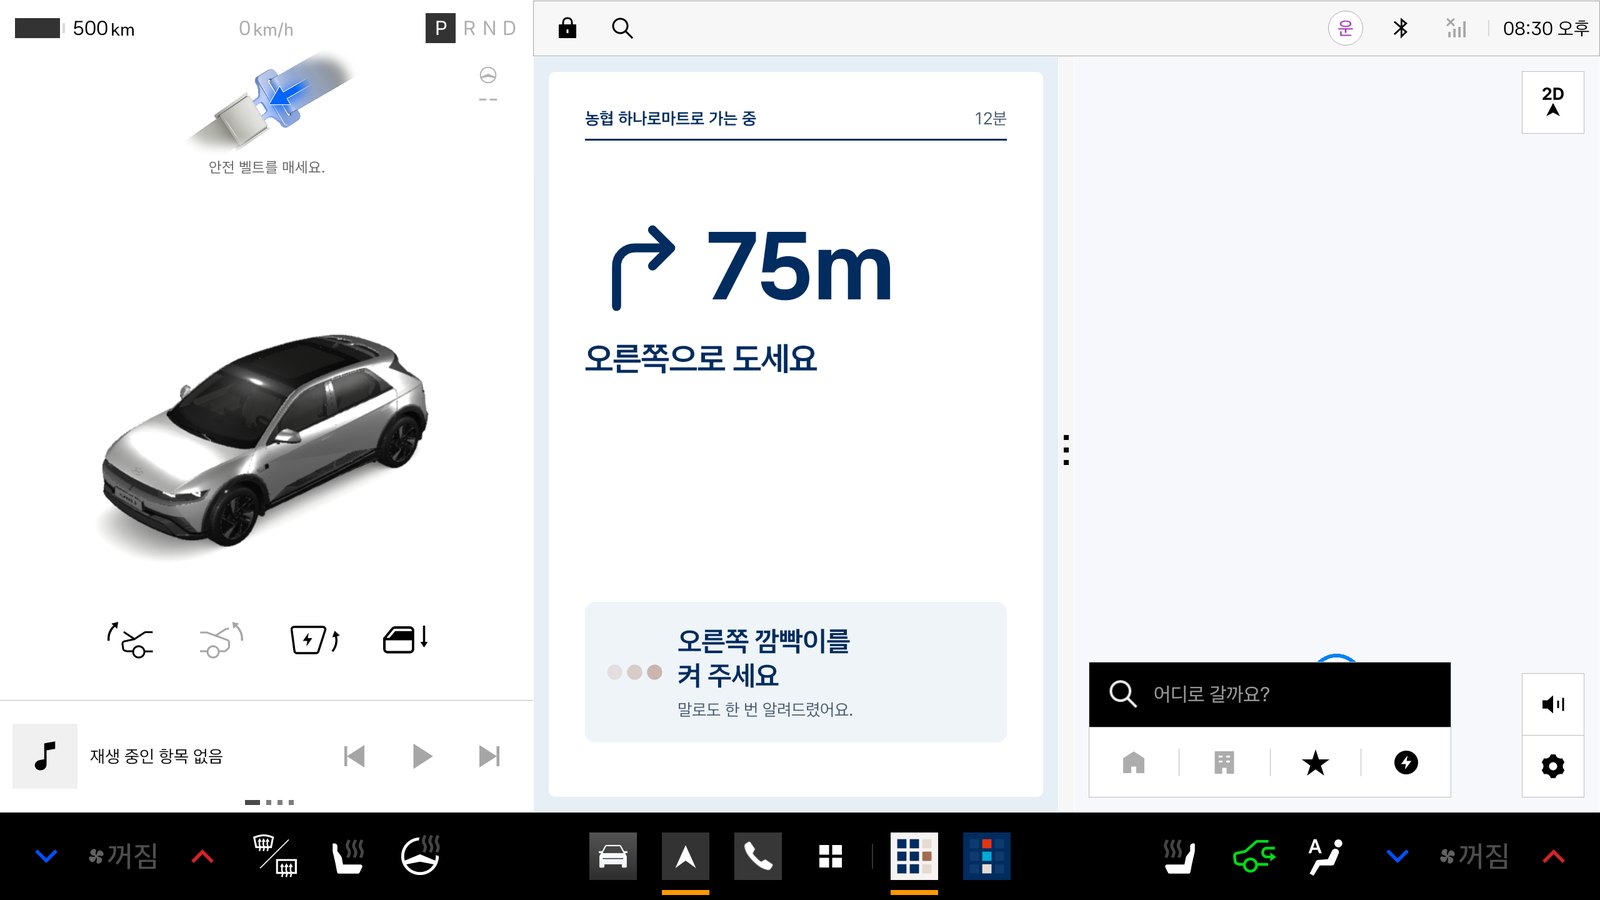 500 km
0 km/h
P R N D
--
안전 벨트를 매세요.
운
08:30 오후
농협 하나로마트로 가는 중
12분
75m
오른쪽으로 도세요
오른쪽 깜빡이를
켜 주세요
말로도 한 번 알려드렸어요.
2D
어디로 갈까요?
재생 중인 항목 없음
꺼짐
A
꺼짐